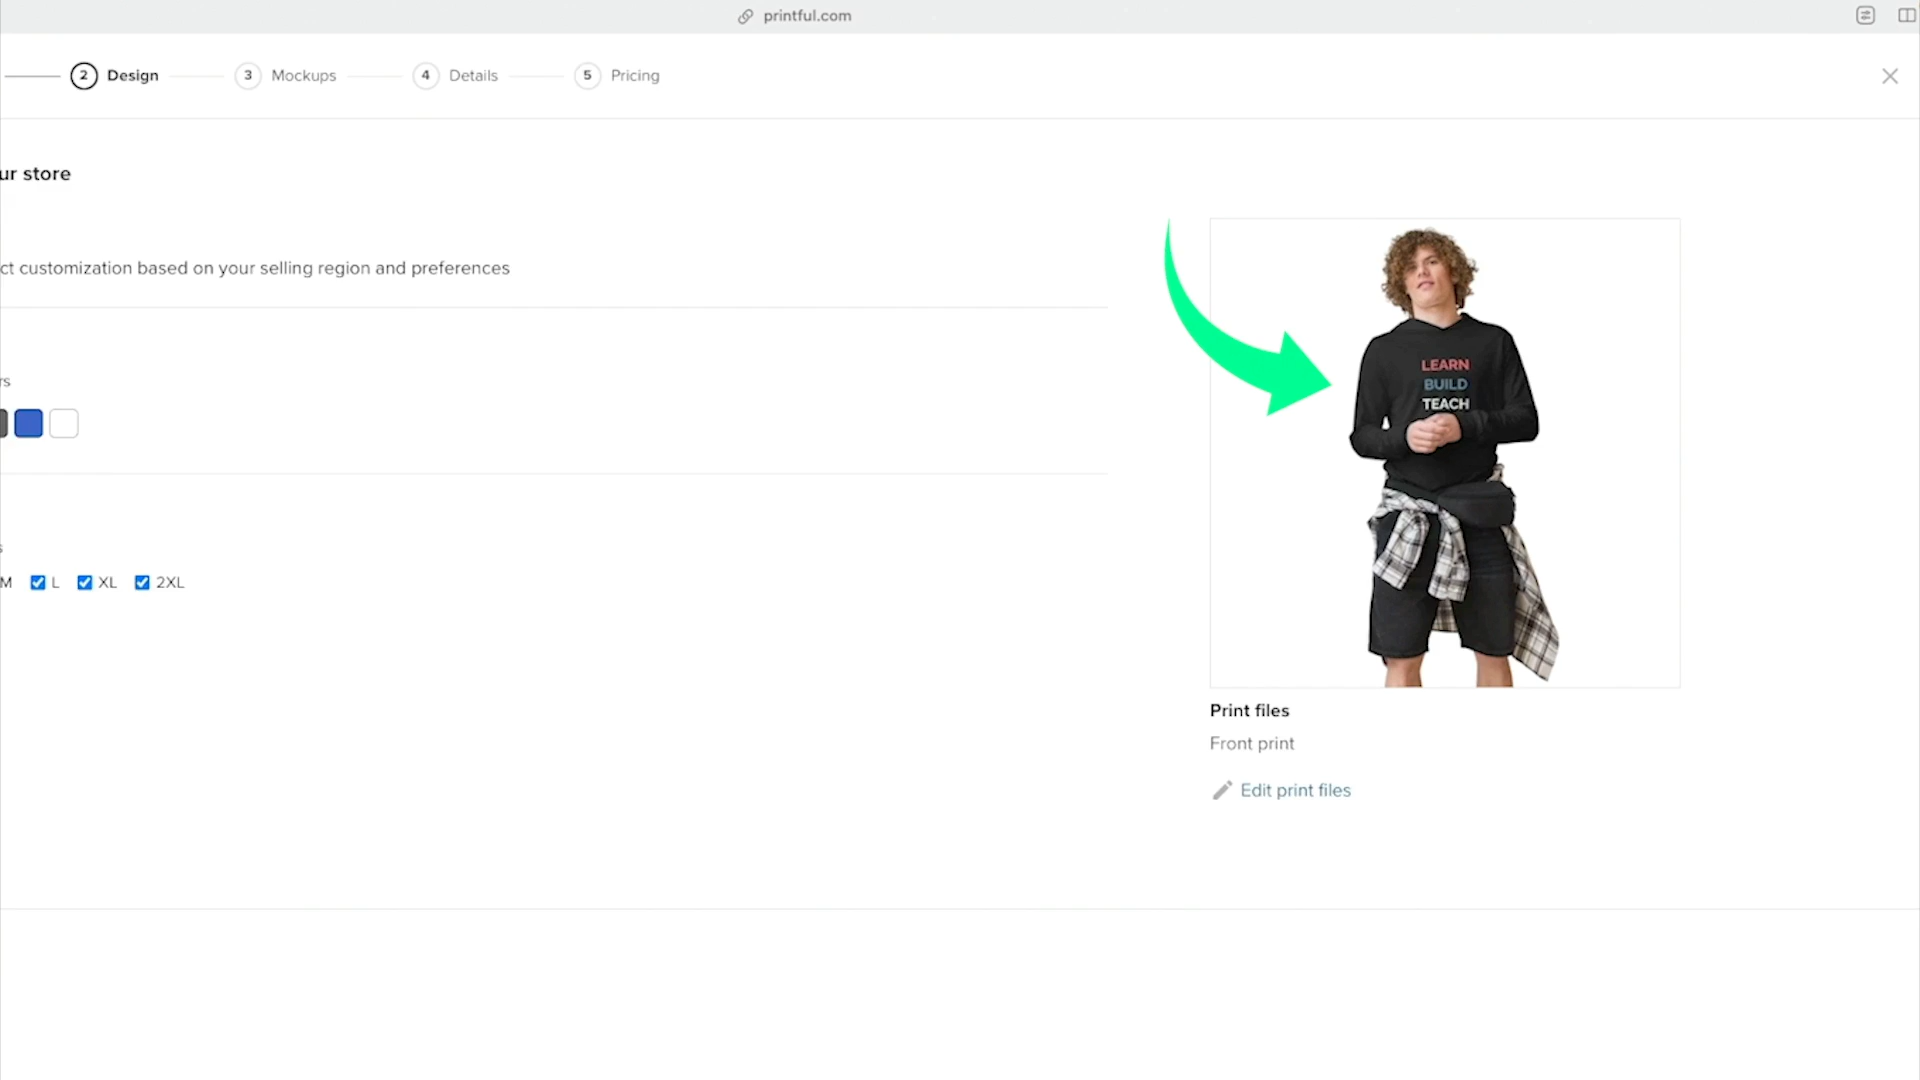 printful.com
2 Design
3 Mockups
4 Details
5 Pricing
ur store
ct customization based on your selling region and preferences
rs
s
M L XL 2XL
LEARN
BUILD
TEACH
Print files
Front print
Edit print files